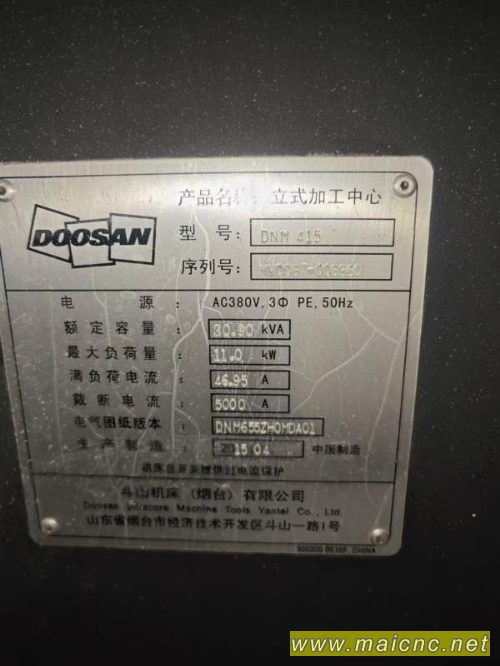 DOOSAN
产品名称：立式加工中心
型 号： DNM 415
序列号：
电 源： AC380V, 3Φ PE, 50Hz
额定容量： 30.90 kVA
最大负荷量： 11.0 kW
满负荷电流： 46.95 A
截断电流： 5000 A
电气图纸版本： DNM655ZHOMDA01
生产制造： 2015.04 中国制造
机床总开关提供过电流保护
斗山机床 (烟台) 有限公司
Doosan Infracore Machine Tools Yantai Co., Ltd
山东省烟台市经济技术开发区斗山一路1号
CHINA
www.maicnc.net